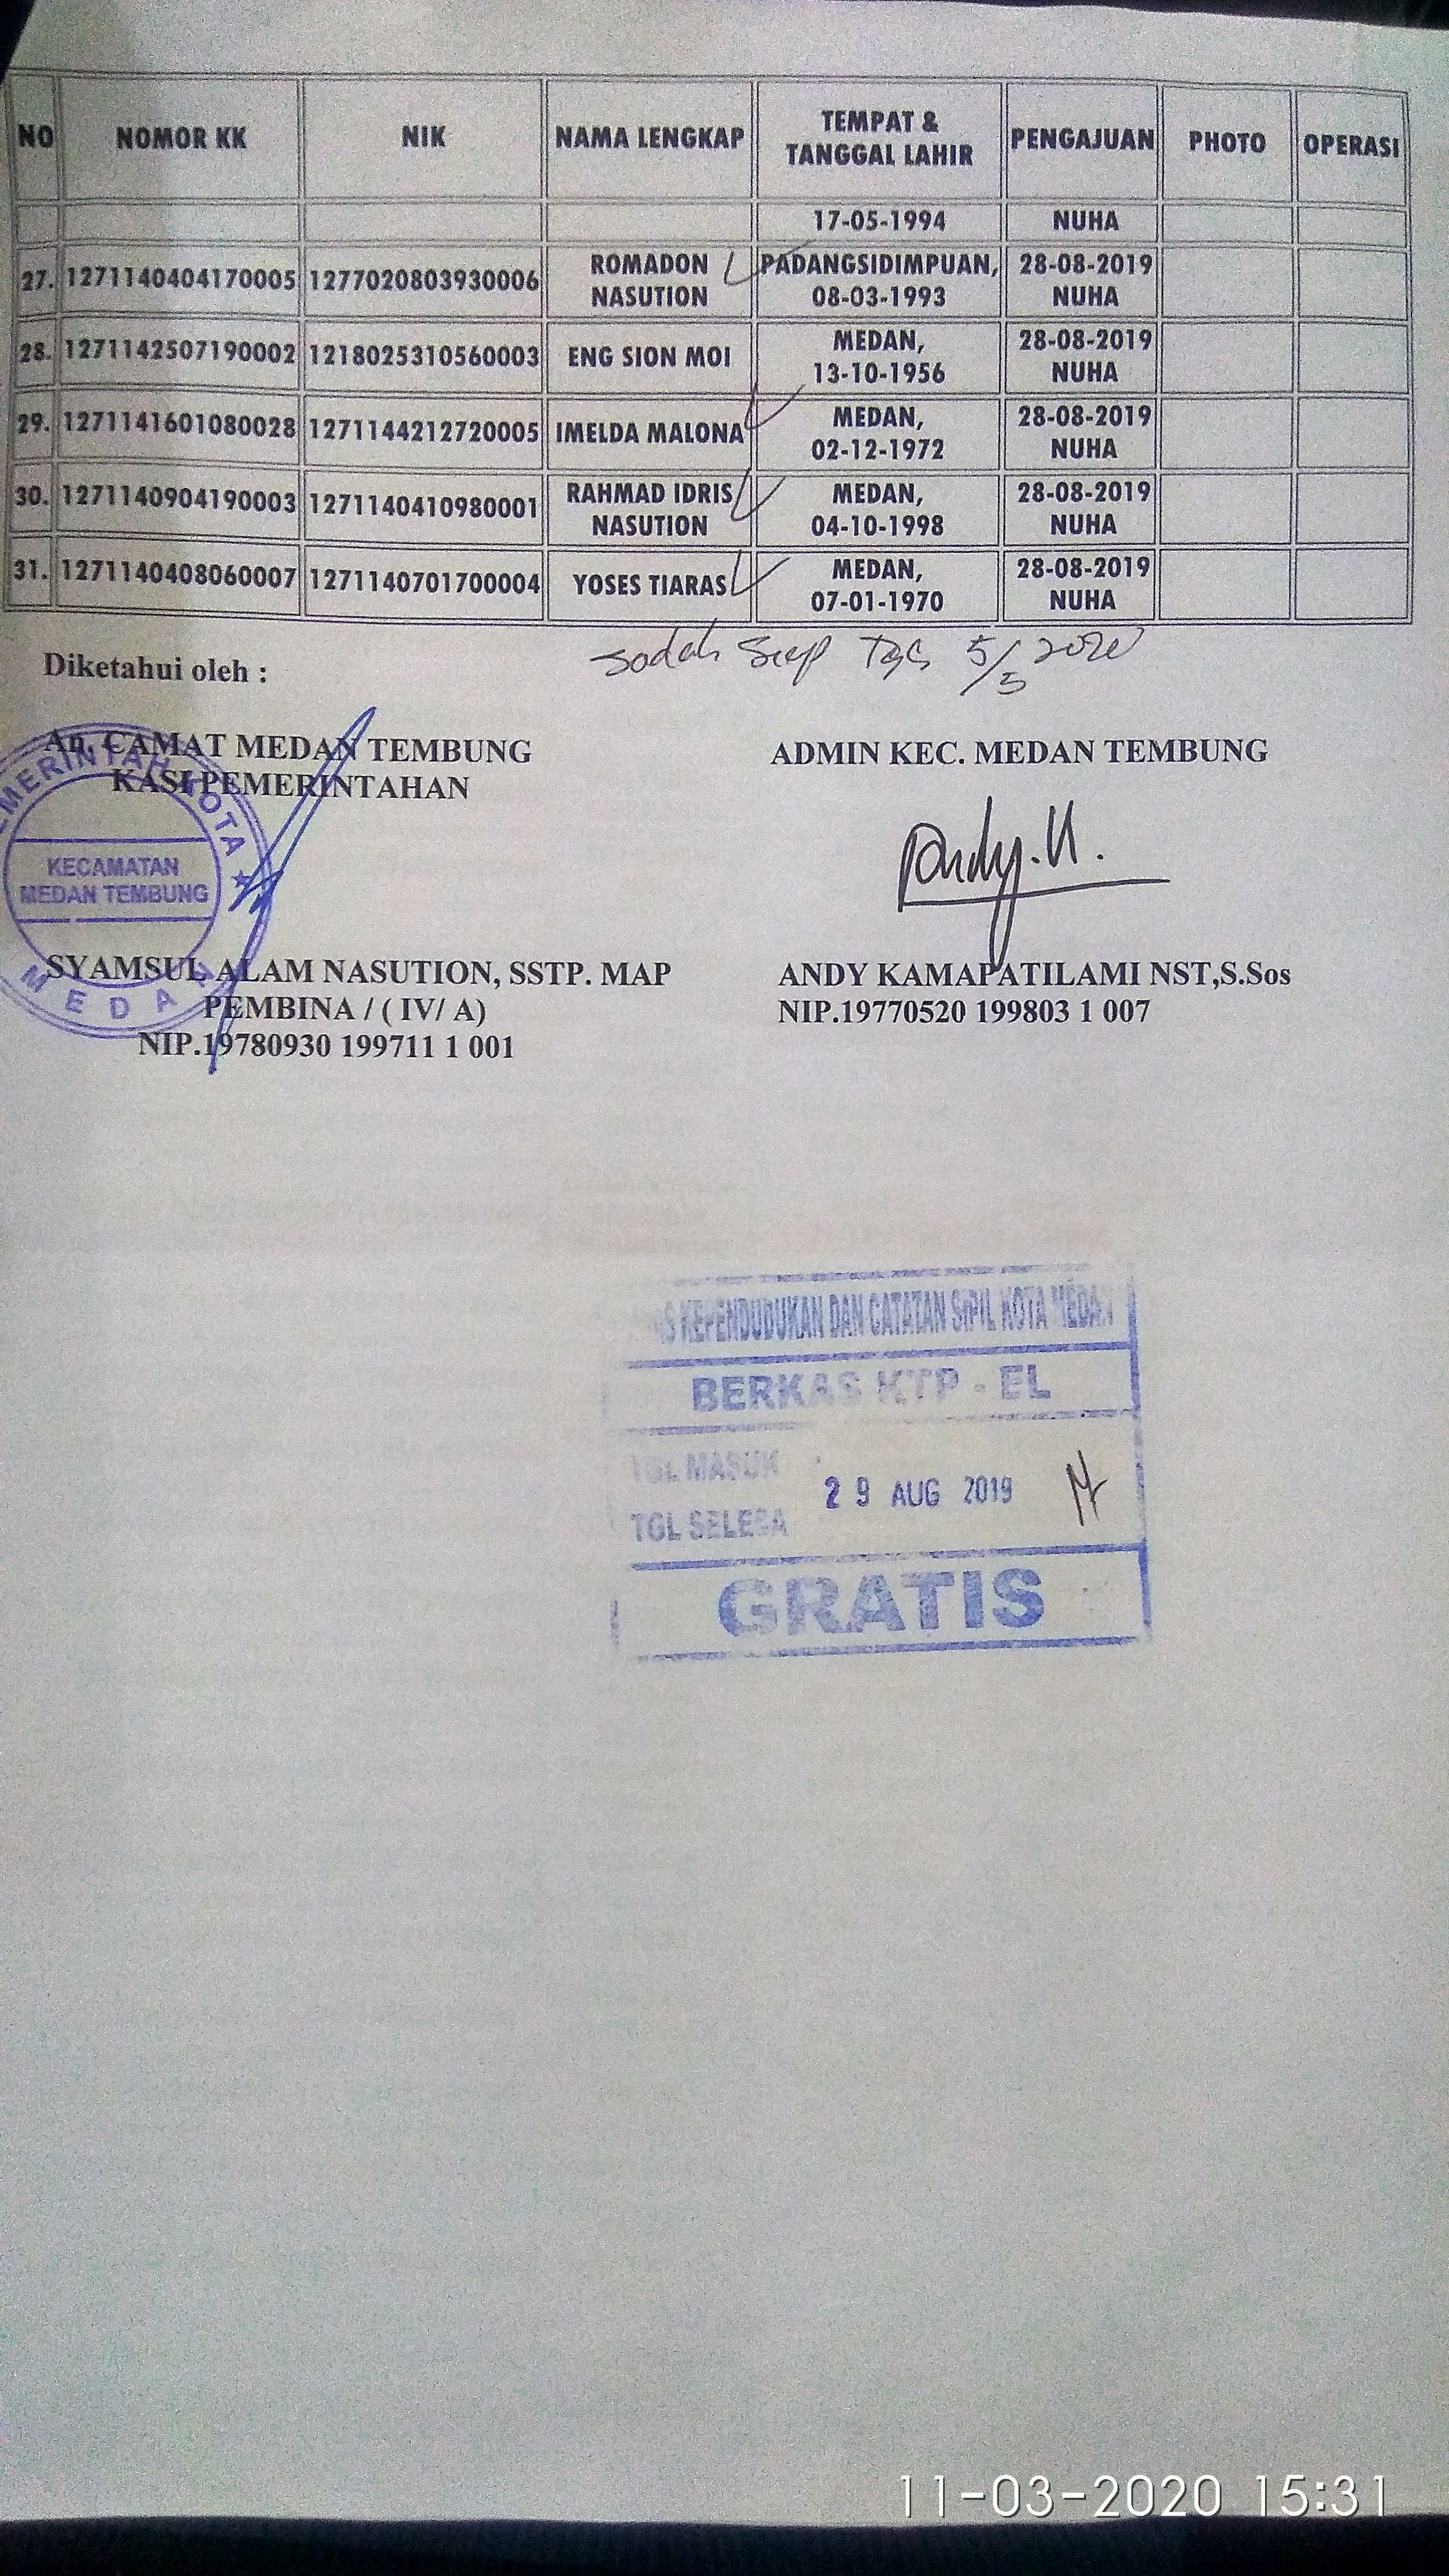 NO NOMOR KK NIK NAMA LENGKAP TEMPAT & TANGGAL LAHIR PENGAJUAN PHOTO OPERASI
17-05-1994 NUHA
27. 1271140404170005 1277020803930006 ROMADON NASUTION PADANGSIDIMPUAN, 08-03-1993 28-08-2019 NUHA
28. 1271142507190002 1218025310560003 ENG SION MOI MEDAN, 13-10-1956 28-08-2019 NUHA
29. 1271141601080028 1271144212720005 IMELDA MALONA MEDAN, 02-12-1972 28-08-2019 NUHA
30. 1271140904190003 1271140410980001 RAHMAD IDRIS NASUTION MEDAN, 04-10-1998 28-08-2019 NUHA
31. 1271140408060007 1271140701700004 YOSES TIARAS MEDAN, 07-01-1970 28-08-2019 NUHA
sudah Siap 5/5 2020
Diketahui oleh :
An. CAMAT MEDAN TEMBUNG
KASI PEMERINTAHAN
ADMIN KEC. MEDAN TEMBUNG
PEMERINTAH KOTA
KECAMATAN
MEDAN TEMBUNG
MEDAN
Andy.K.
SYAMSUL ALAM NASUTION, SSTP. MAP
PEMBINA / ( IV/ A)
NIP.19780930 199711 1 001
ANDY KAMAPATILAMI NST,S.Sos
NIP.19770520 199803 1 007
KEPENDUDUKAN DAN CATATAN SIPIL KOTA MEDAN
BERKAS KTP - EL
TGL MASUK
29 AUG 2019
TGL SELESA
GRATIS
11-03-2020 15:31